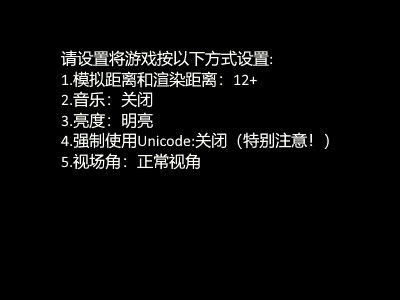 请设置将游戏按以下方式设置:
1.模拟距离和渲染距离：12+
2.音乐：关闭
3.亮度：明亮
4.强制使用Unicode:关闭（特别注意！）
5.视场角：正常视角